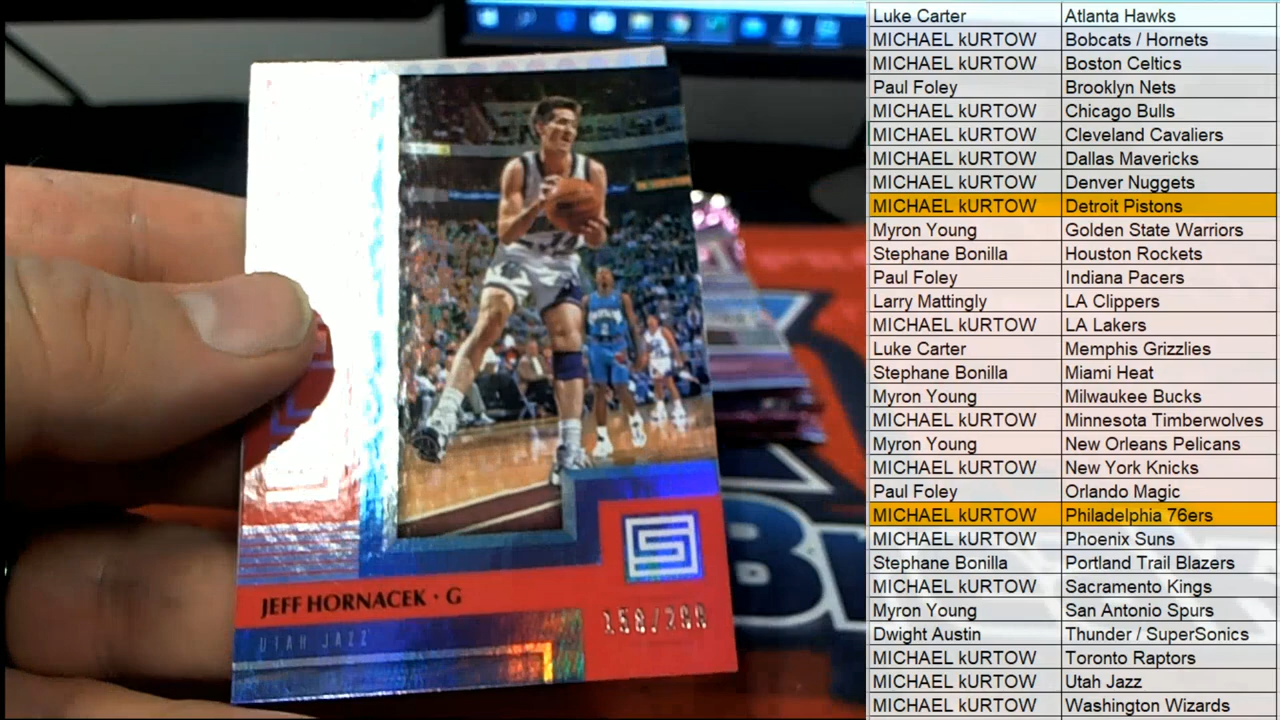 JEFF HORNACEK · G
UTAH JAZZ
Luke Carter Atlanta Hawks
MICHAEL kURTOW Bobcats / Hornets
MICHAEL kURTOW Boston Celtics
Paul Foley Brooklyn Nets
MICHAEL kURTOW Chicago Bulls
MICHAEL kURTOW Cleveland Cavaliers
MICHAEL kURTOW Dallas Mavericks
MICHAEL kURTOW Denver Nuggets
MICHAEL kURTOW Detroit Pistons
Myron Young Golden State Warriors
Stephane Bonilla Houston Rockets
Paul Foley Indiana Pacers
Larry Mattingly LA Clippers
MICHAEL kURTOW LA Lakers
Luke Carter Memphis Grizzlies
Stephane Bonilla Miami Heat
Myron Young Milwaukee Bucks
MICHAEL kURTOW Minnesota Timberwolves
Myron Young New Orleans Pelicans
MICHAEL kURTOW New York Knicks
Paul Foley Orlando Magic
MICHAEL kURTOW Philadelphia 76ers
MICHAEL kURTOW Phoenix Suns
Stephane Bonilla Portland Trail Blazers
MICHAEL kURTOW Sacramento Kings
Myron Young San Antonio Spurs
Dwight Austin Thunder / SuperSonics
MICHAEL kURTOW Toronto Raptors
MICHAEL kURTOW Utah Jazz
MICHAEL kURTOW Washington Wizards